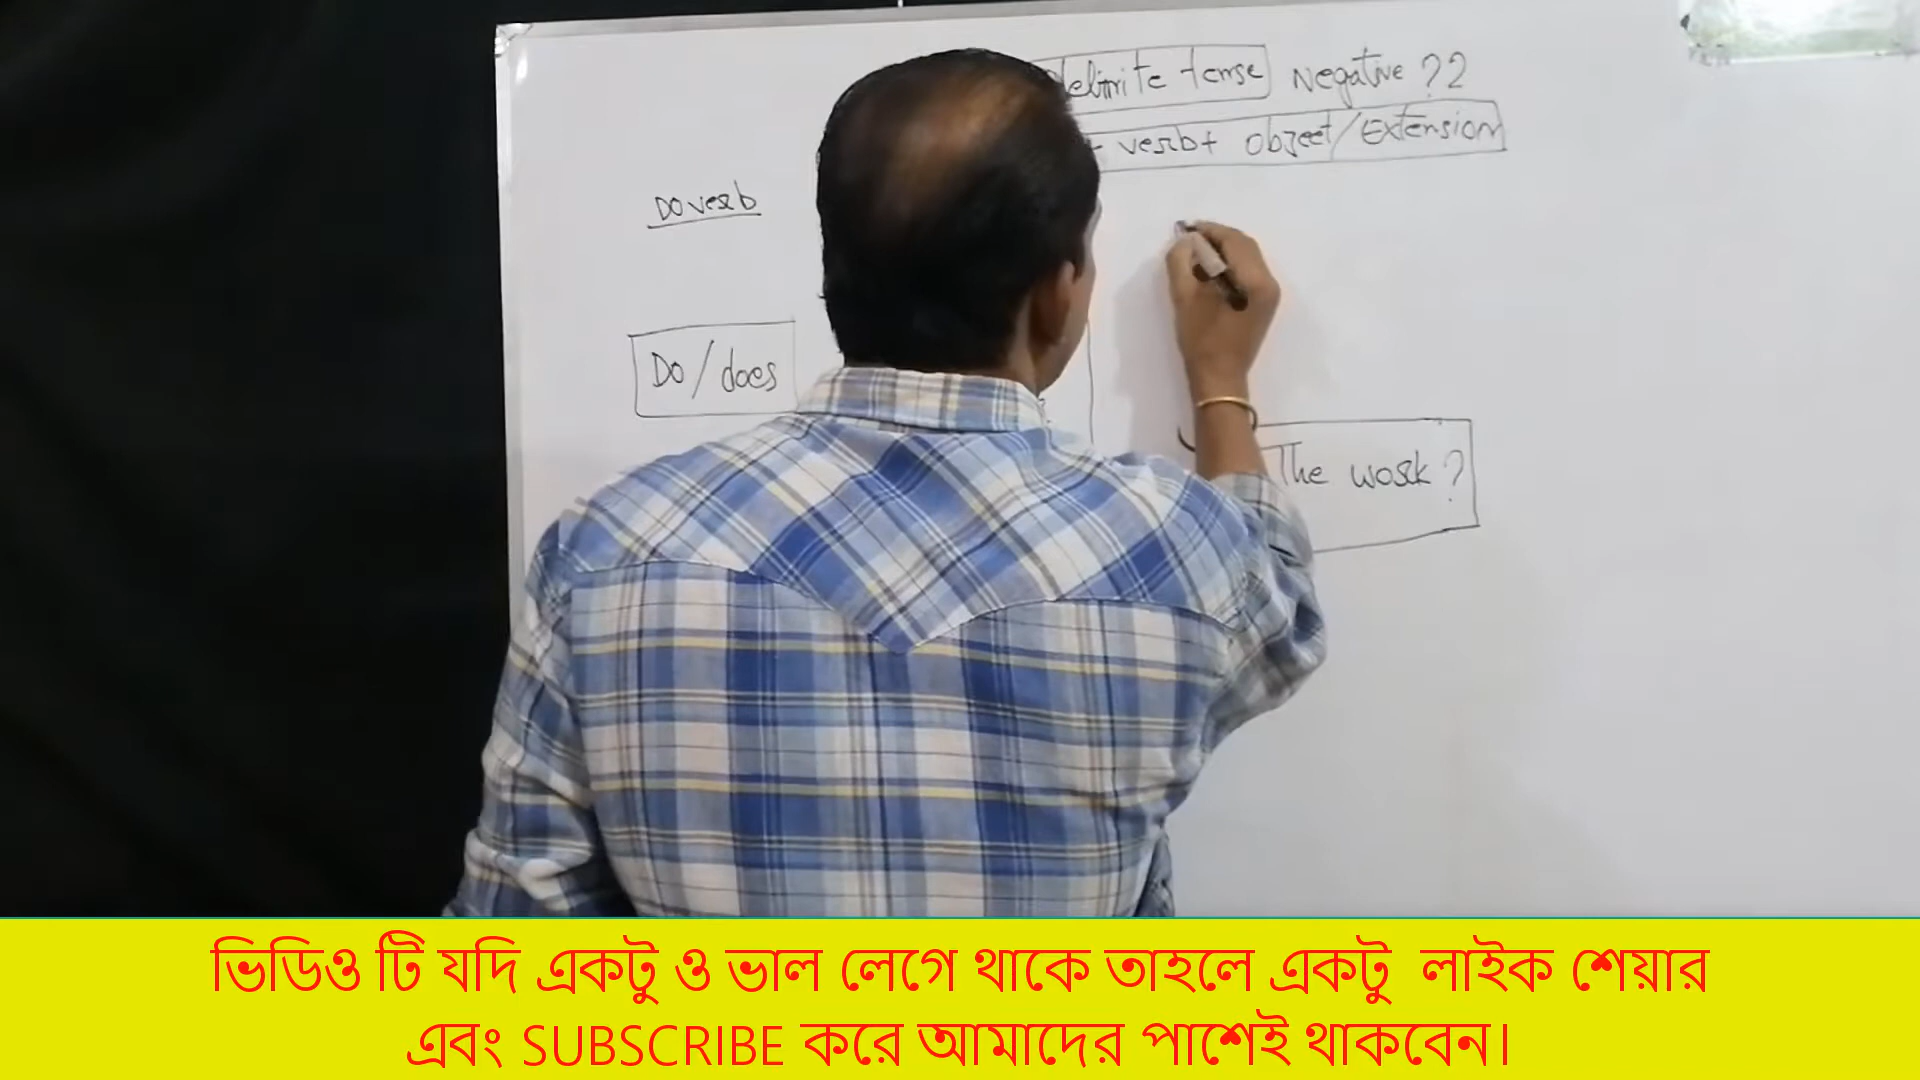 tense Negative ??
+ verb + object/Extension
Do verb
Do/does
The work ?
ভিডিও টি যদি একটু ও ভাল লেগে থাকে তাহলে একটু লাইক শেয়ার
এবং SUBSCRIBE করে আমাদের পাশেই থাকবেন।